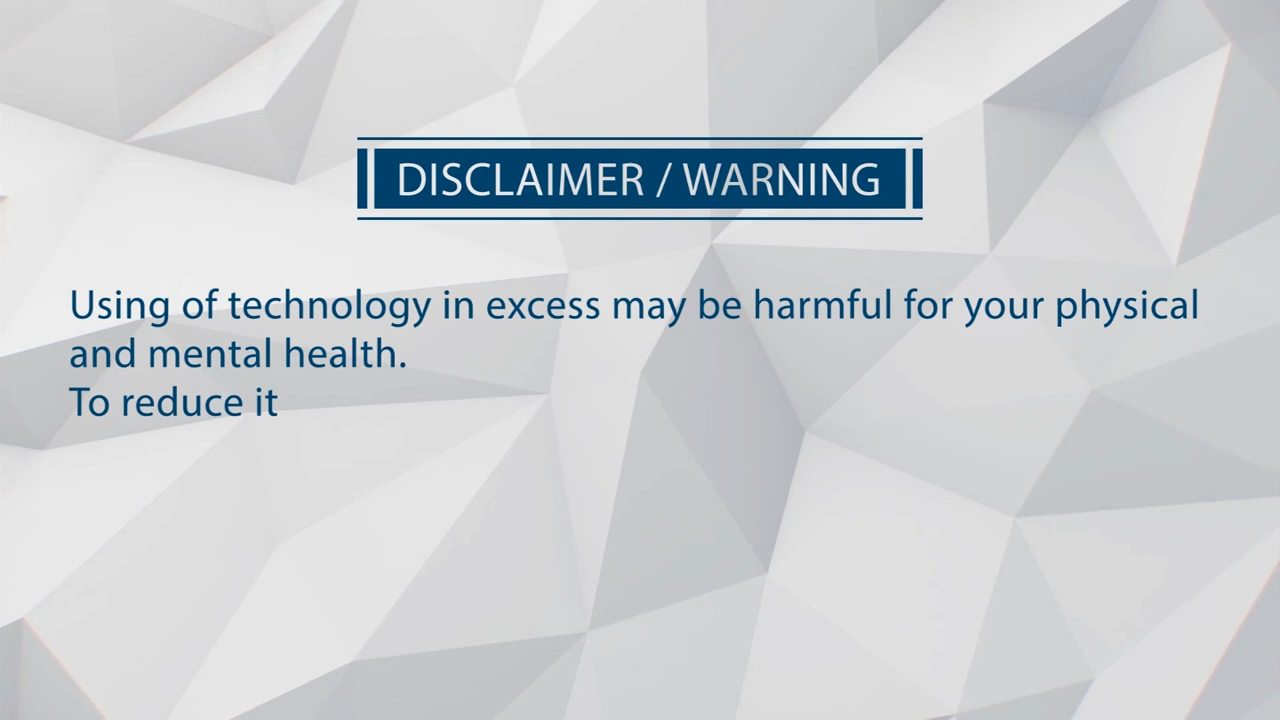 DISCLAIMER / WARNING
Using of technology in excess may be harmful for your physical
and mental health.
To reduce it